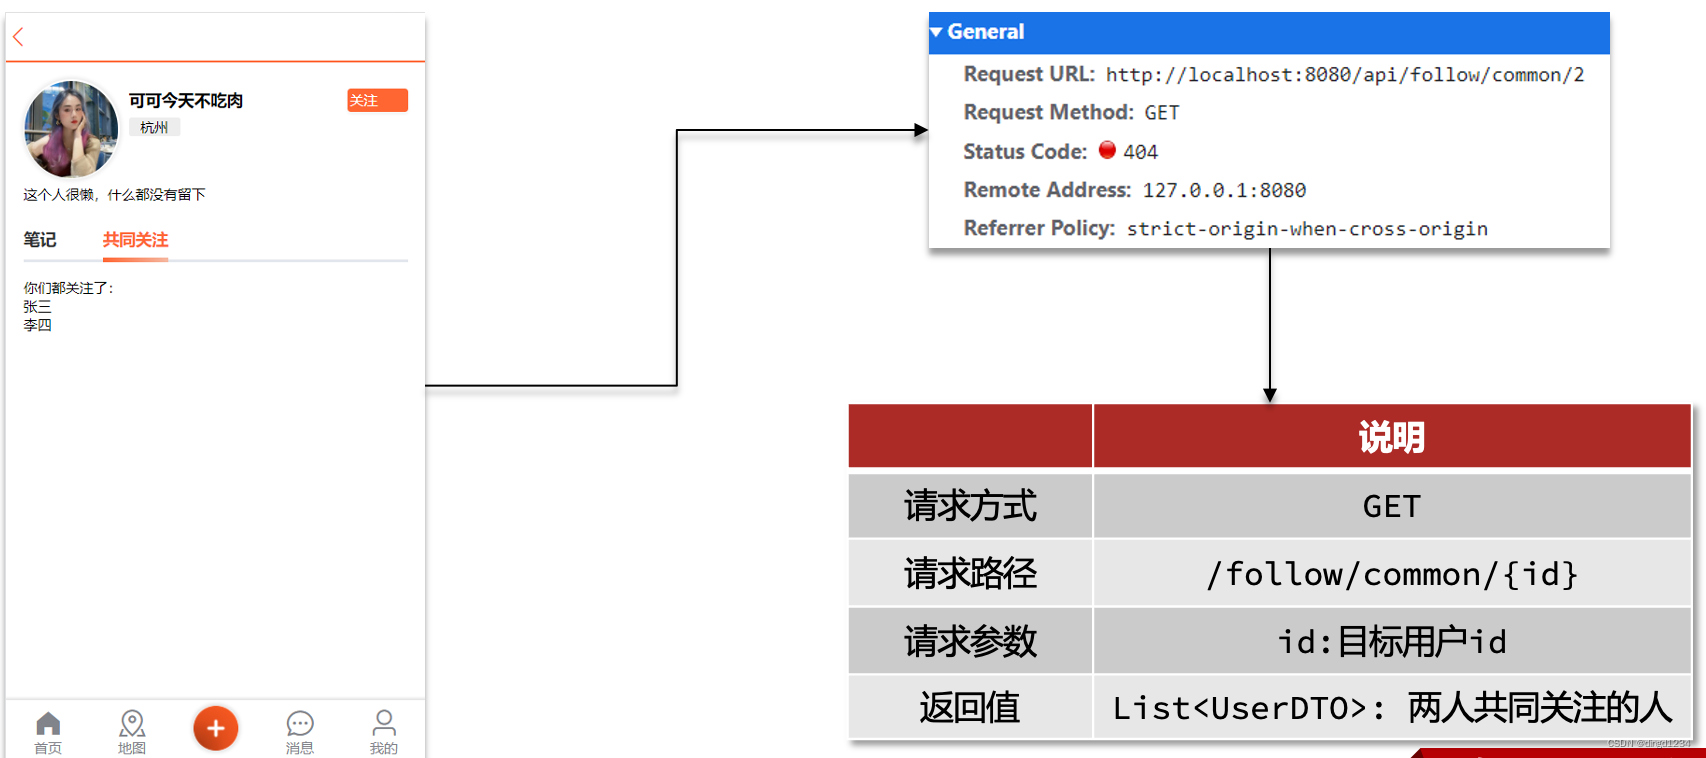 可可今天不吃肉
关注
杭州
这个人很懒，什么都没有留下
笔记
共同关注
你们都关注了：
张三
李四
首页
地图
消息
我的
General
Request URL: http://localhost:8080/api/follow/common/2
Request Method: GET
Status Code: 404
Remote Address: 127.0.0.1:8080
Referrer Policy: strict-origin-when-cross-origin
说明
请求方式 GET
请求路径 /follow/common/{id}
请求参数 id:目标用户id
返回值 List<UserDTO>: 两人共同关注的人
CSDN @dingd1234